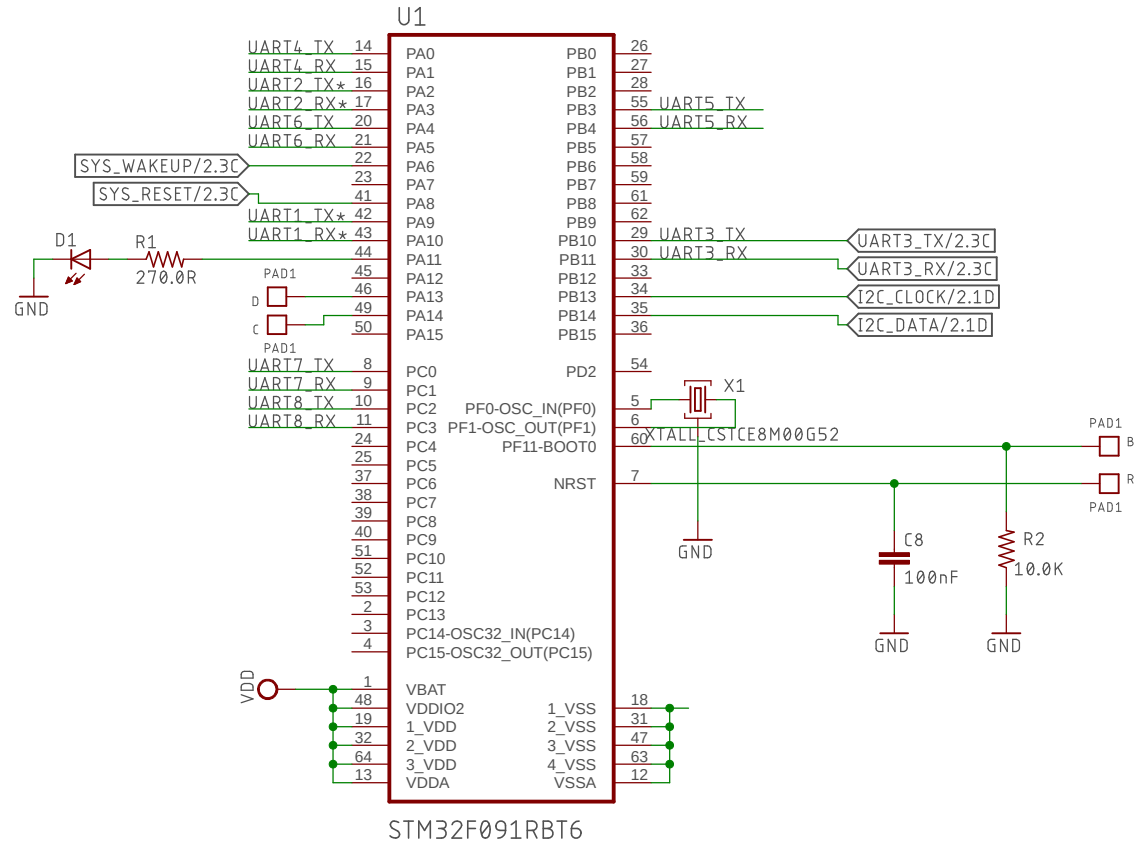 U1
UART4_TX 14 PA0
UART4_RX 15 PA1
UART2_TX* 16 PA2
UART2_RX* 17 PA3
UART6_TX 20 PA4
UART6_RX 21 PA5
SYS_WAKEUP/2.3C 22 PA6
23 PA7
SYS_RESET/2.3C 41 PA8
UART1_TX* 42 PA9
UART1_RX* 43 PA10
D1 R1 44 PA11
270.0R
GND
45 PA12
PAD1
D 46 PA13
C 49 PA14
PAD1
50 PA15
UART7_TX 8 PC0
UART7_RX 9 PC1
UART8_TX 10 PC2
UART8_RX 11 PC3
24 PC4
25 PC5
37 PC6
38 PC7
39 PC8
40 PC9
51 PC10
52 PC11
53 PC12
2 PC13
3 PC14-OSC32_IN(PC14)
4 PC15-OSC32_OUT(PC15)
VDD 1 VBAT
48 VDDIO2
19 1_VDD
32 2_VDD
64 3_VDD
13 VDDA
PB0 26
PB1 27
PB2 28
PB3 55 UART5_TX
PB4 56 UART5_RX
PB5 57
PB6 58
PB7 59
PB8 61
PB9 62
PB10 29 UART3_TX UART3_TX/2.3C
PB11 30 UART3_RX UART3_RX/2.3C
PB12 33
PB13 34 I2C_CLOCK/2.1D
PB14 35 I2C_DATA/2.1D
PB15 36
PD2 54
X1
PF0-OSC_IN(PF0) 5
PF1-OSC_OUT(PF1) 6
XTALL_CSTCE8M00G52
PF11-BOOT0 60
PAD1
B
NRST 7
R
PAD1
GND
C8
100nF
GND
R2
10.0K
GND
1_VSS 18
2_VSS 31
3_VSS 47
4_VSS 63
VSSA 12
STM32F091RBT6